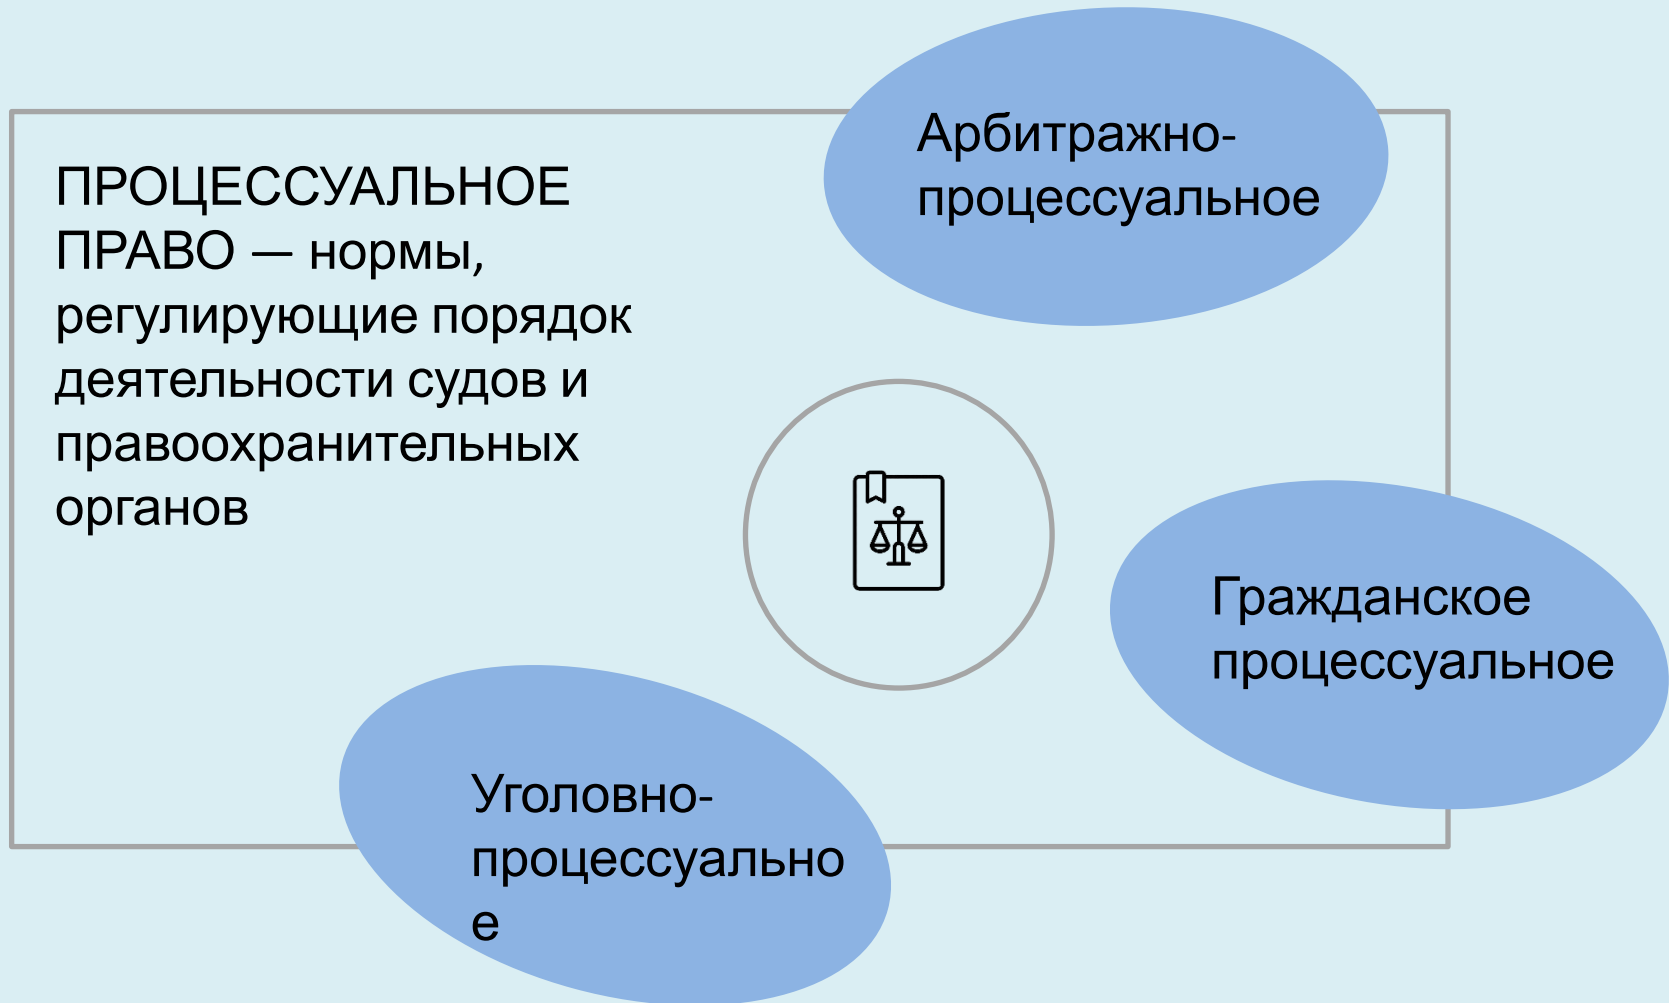 ПРОЦЕССУАЛЬНОЕ
ПРАВО — нормы,
регулирующие порядок
деятельности судов и
правоохранительных
органов
Арбитражно-
процессуальное
Гражданское
процессуальное
Уголовно-
процессуально
е